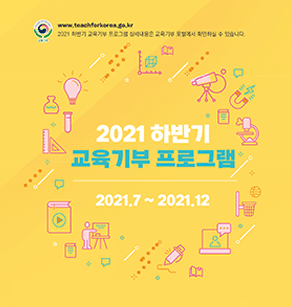 www.teachforkorea.go.kr
2021 하반기 교육기부 프로그램 상세내용은 교육기부 포털에서 확인하실 수 있습니다.
2021 하반기
교육기부 프로그램
2021.7 ~ 2021.12